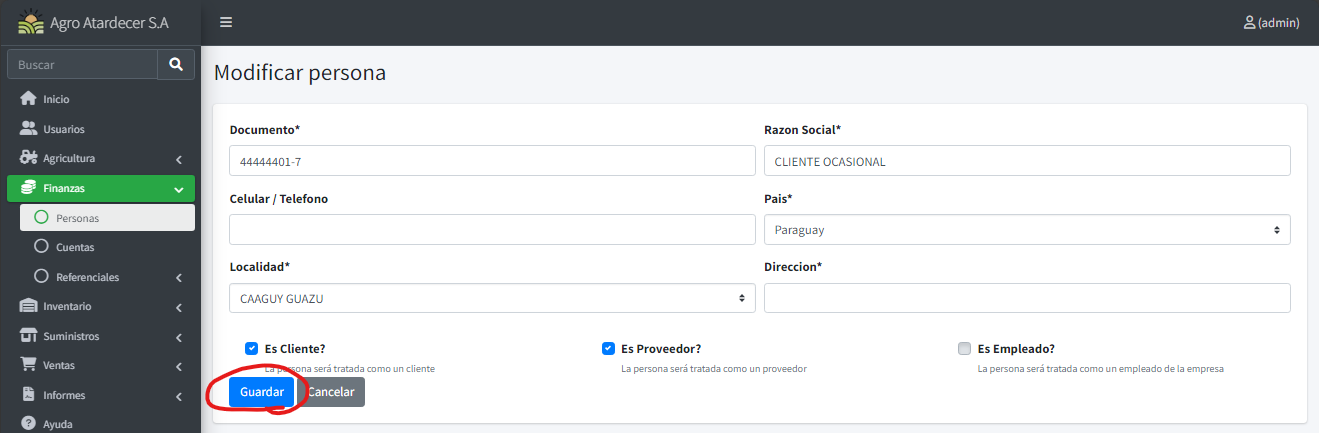 Agro Atardecer S.A
(admin)
Buscar
Inicio
Usuarios
Agricultura
Finanzas
Personas
Cuentas
Referenciales
Inventario
Suministros
Ventas
Informes
Ayuda
Modificar persona
Documento*
44444401-7
Razon Social*
CLIENTE OCASIONAL
Celular / Telefono
Pais*
Paraguay
Localidad*
CAAGUY GUAZU
Direccion*
Es Cliente?
La persona será tratada como un cliente
Es Proveedor?
La persona será tratada como un proveedor
Es Empleado?
La persona será tratada como un empleado de la empresa
Guardar
Cancelar